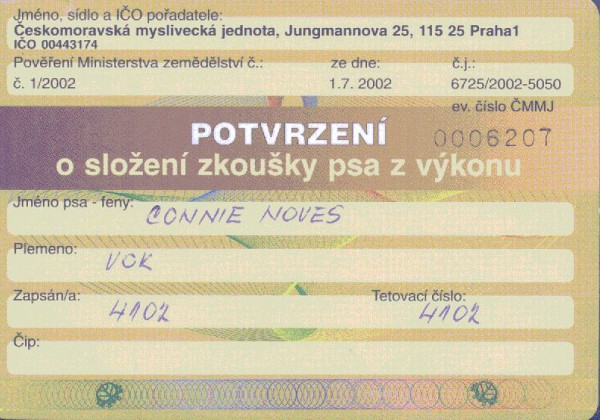 Jméno, sídlo a IČO pořadatele:
Českomoravská myslivecká jednota, Jungmannova 25, 115 25 Praha1
IČO 00443174
Pověření Ministerstva zemědělství č.: ze dne: č.j.:
č. 1/2002 1.7. 2002 6725/2002-5050
ev. číslo ČMMJ
POTVRZENÍ 0006207
o složení zkoušky psa z výkonu
Jméno psa - feny: CONNIE NOVES
Plemeno:
VCK
Zapsán/a: Tetovací číslo:
4102 4102
Čip: